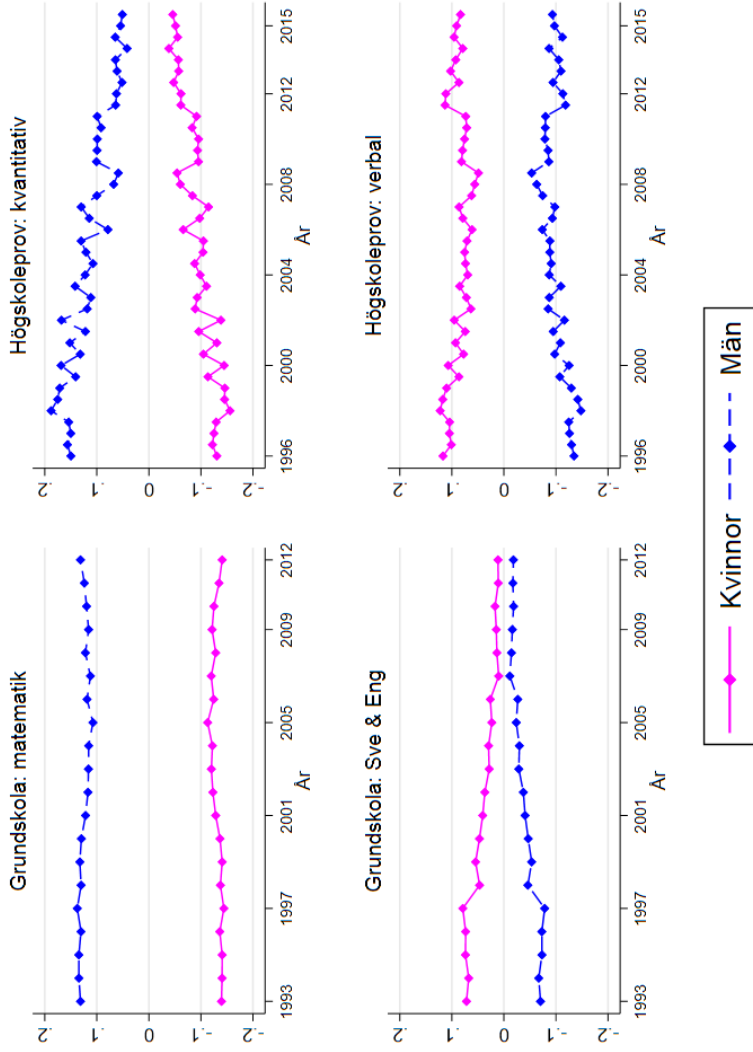 Grundskola: matematik
.2
.1
0
-.1
-.2
1993 1997 2001 2005 2009 2012
År
Högskoleprov: kvantitativ
.2
.1
0
-.1
-.2
1996 2000 2004 2008 2012 2015
År
Grundskola: Sve & Eng
.2
.1
0
-.1
-.2
1993 1997 2001 2005 2009 2012
År
Högskoleprov: verbal
.2
.1
0
-.1
-.2
1996 2000 2004 2008 2012 2015
År
Kvinnor Män